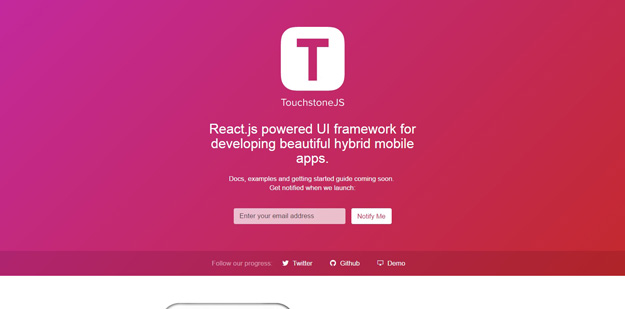 T
TouchstoneJS
React.js powered UI framework for
developing beautiful hybrid mobile
apps.
Docs, examples and getting started guide coming soon.
Get notified when we launch:
Enter your email address
Notify Me
Follow our progress: Twitter Github Demo